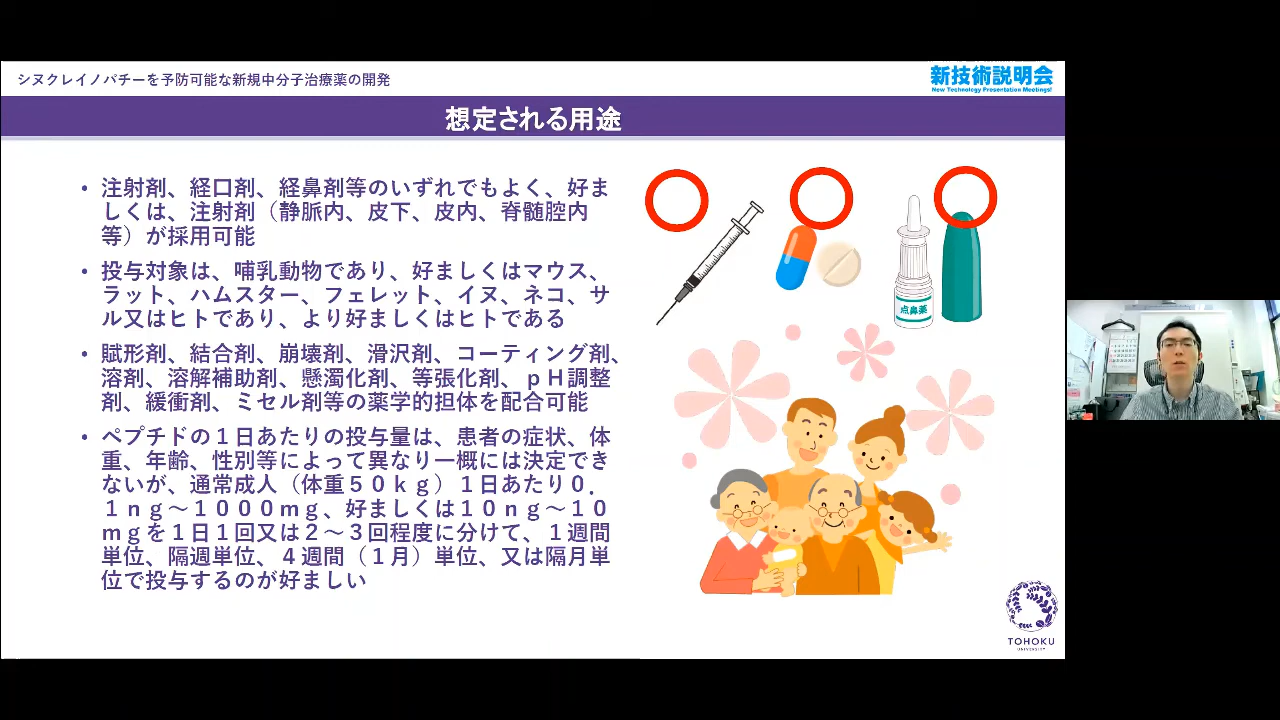 シヌクレイノパチーを予防可能な新規中分子治療薬の開発
新技術説明会
New Technology Presentation Meetings!
想定される用途
• 注射剤、経口剤、経鼻剤等のいずれでもよく、好ま
しくは、注射剤（静脈内、皮下、皮内、脊髄腔内
等）が採用可能
• 投与対象は、哺乳動物であり、好ましくはマウス、
ラット、ハムスター、フェレット、イヌ、ネコ、サ
ル又はヒトであり、より好ましくはヒトである
• 賦形剤、結合剤、崩壊剤、滑沢剤、コーティング剤、
溶剤、溶解補助剤、懸濁化剤、等張化剤、ｐＨ調整
剤、緩衝剤、ミセル剤等の薬学的担体を配合可能
• ペプチドの１日あたりの投与量は、患者の症状、体
重、年齢、性別等によって異なり一概には決定でき
ないが、通常成人（体重５０ｋｇ）１日あたり０．
１ｎｇ～１０００ｍｇ、好ましくは１０ｎｇ～１０
ｍｇを１日１回又は２～３回程度に分けて、１週間
単位、隔週単位、４週間（１月）単位、又は隔月単
位で投与するのが好ましい
点鼻薬
TOHOKU
UNIVERSITY